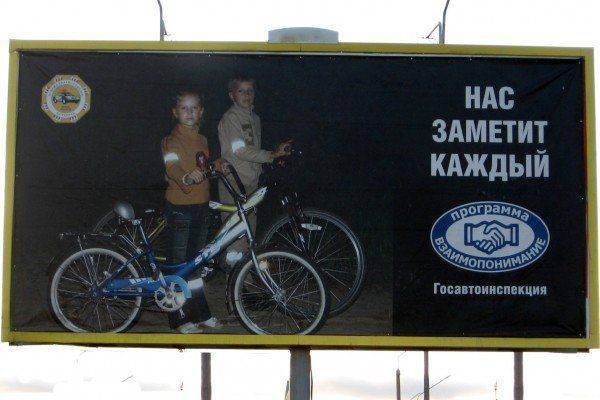 НАС
ЗАМЕТИТ
КАЖДЫЙ
ПРОГРАММА
ВЗАИМОПОНИМАНИЕ
Госавтоинспекция